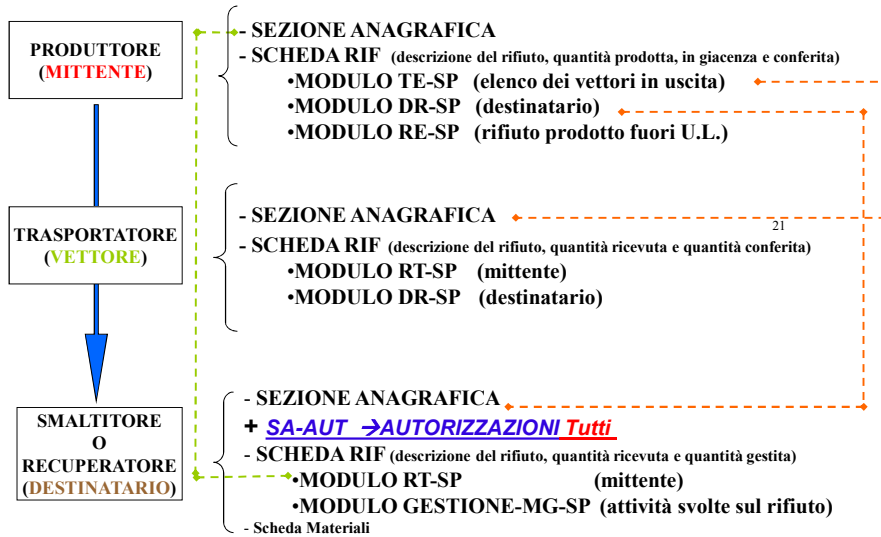 PRODUTTORE
(MITTENTE)
- SEZIONE ANAGRAFICA
- SCHEDA RIF (descrizione del rifiuto, quantità prodotta, in giacenza e conferita)
•MODULO TE-SP (elenco dei vettori in uscita)
•MODULO DR-SP (destinatario)
•MODULO RE-SP (rifiuto prodotto fuori U.L.)
TRASPORTATORE
(VETTORE)
- SEZIONE ANAGRAFICA
21
- SCHEDA RIF (descrizione del rifiuto, quantità ricevuta e quantità conferita)
•MODULO RT-SP (mittente)
•MODULO DR-SP (destinatario)
SMALTITORE
O
RECUPERATORE
(DESTINATARIO)
- SEZIONE ANAGRAFICA
+ SA-AUT →AUTORIZZAZIONI Tutti
- SCHEDA RIF (descrizione del rifiuto, quantità ricevuta e quantità gestita)
•MODULO RT-SP (mittente)
•MODULO GESTIONE-MG-SP (attività svolte sul rifiuto)
- Scheda Materiali